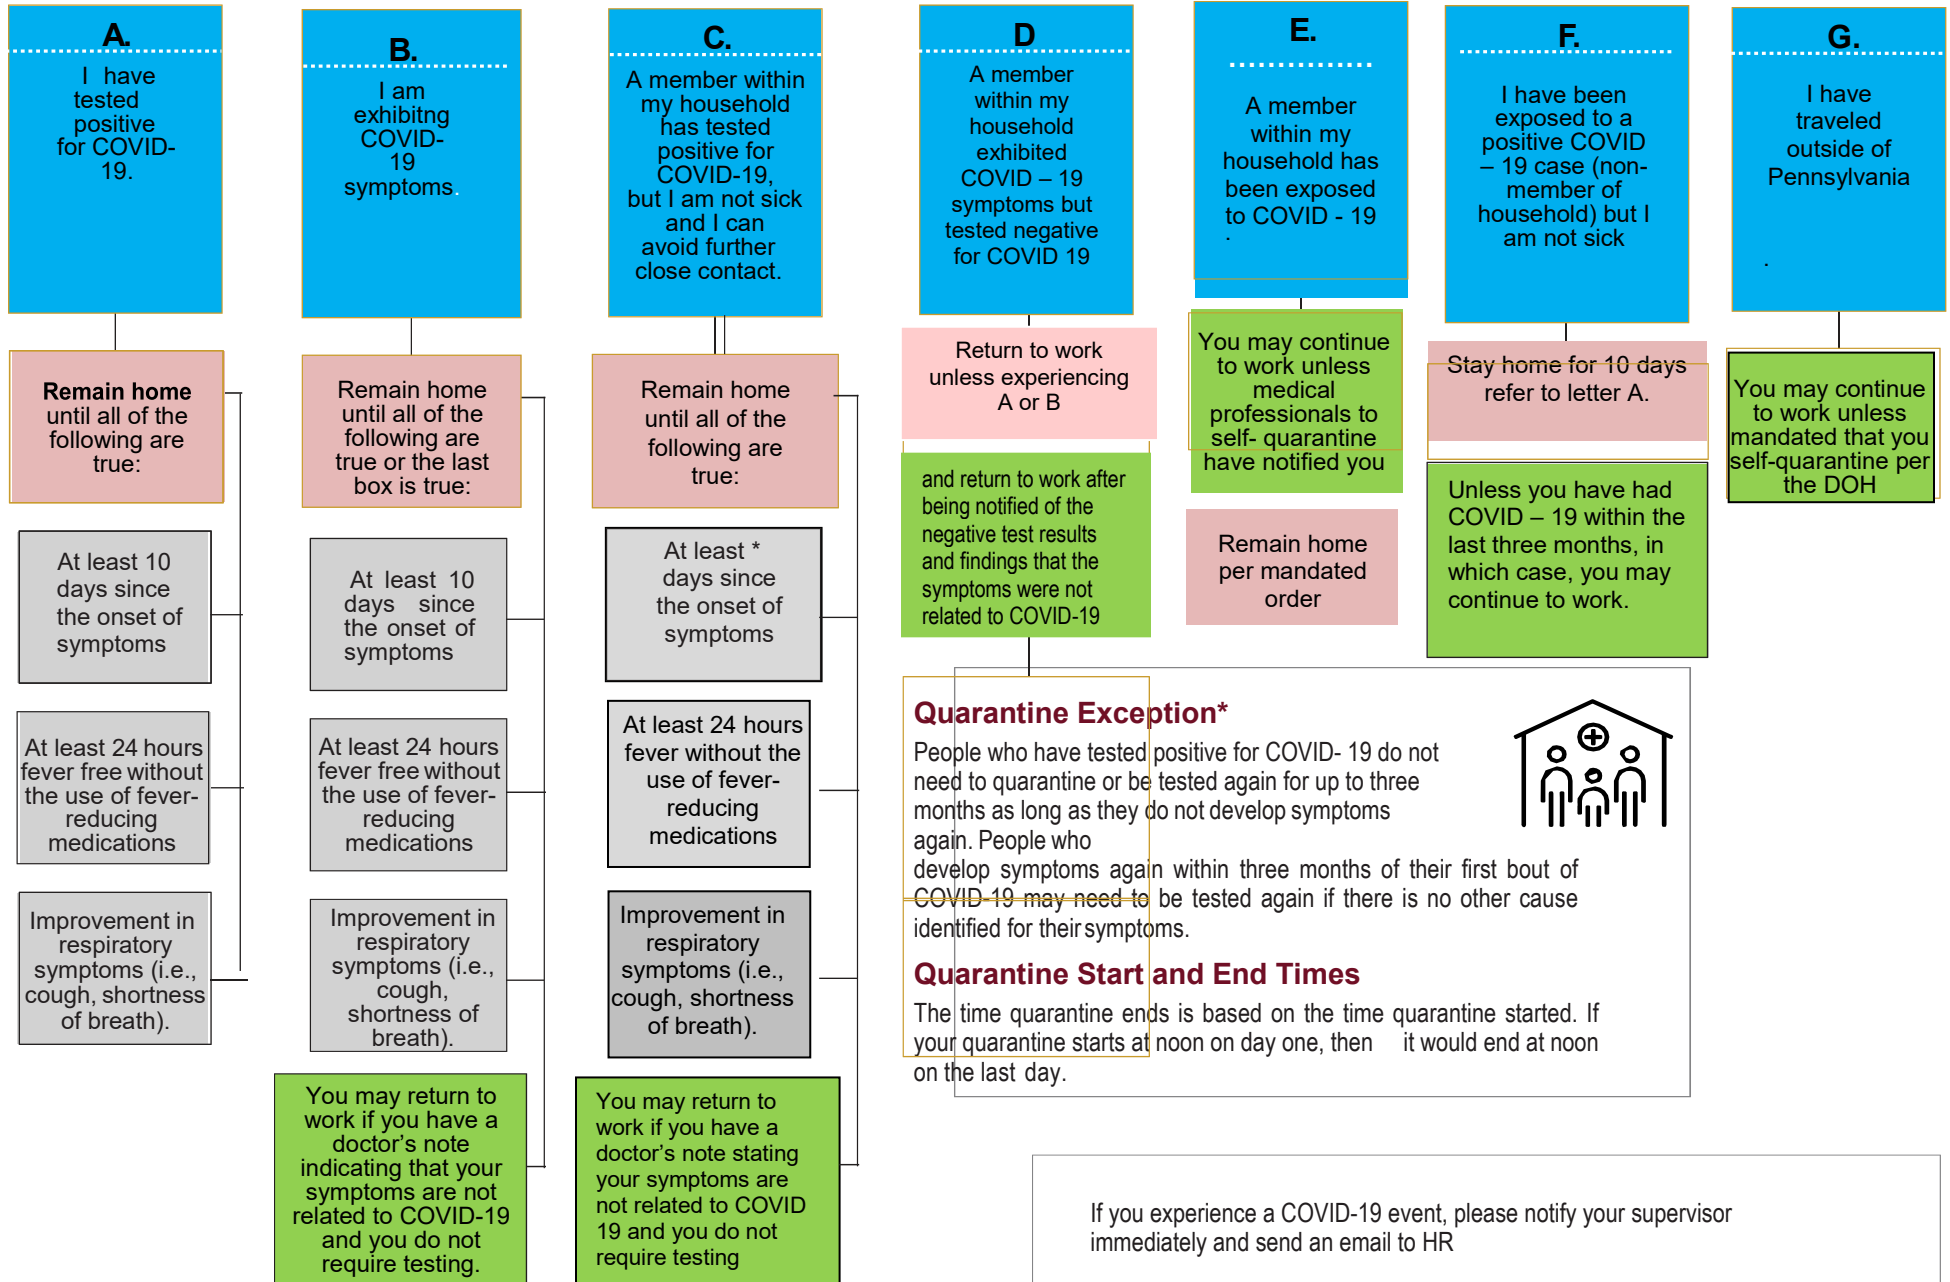 A.
I have
tested
positive
for COVID-
19.
Remain home
until all of the
following are
true:
At least 10
days since
the onset of
symptoms
At least 24 hours
fever free without
the use of fever-
reducing
medications
Improvement in
respiratory
symptoms (i.e.,
cough, shortness
of breath).
B.
I am
exhibitng
COVID-
19
symptoms.
Remain home
until all of the
following are
true or the last
box is true:
At least 10
days since
the onset of
symptoms
At least 24 hours
fever free without
the use of fever-
reducing
medications
Improvement in
respiratory
symptoms (i.e.,
cough,
shortness of
breath).
You may return to
work if you have a
doctor’s note
indicating that your
symptoms are not
related to COVID-19
and you do not
require testing.
C.
A member within
my household
has tested
positive for
COVID-19,
but I am not sick
and I can
avoid further
close contact.
Remain home
until all of the
following are
true:
At least *
days since
the onset of
symptoms
At least 24 hours
fever without the
use of fever-
reducing
medications
Improvement in
respiratory
symptoms (i.e.,
cough, shortness
of breath).
You may return to
work if you have a
doctor’s note stating
your symptoms are
not related to COVID
19 and you do not
require testing
D
A member
within my
household
exhibited
COVID – 19
symptoms but
tested negative
for COVID 19
Return to work
unless experiencing
A or B
and return to work after
being notified of the
negative test results
and findings that the
symptoms were not
related to COVID-19
E.
A member
within my
household has
been exposed
to COVID - 19
.
You may continue
to work unless
medical
professionals to
self- quarantine
have notified you
Remain home
per mandated
order
F.
I have been
exposed to a
positive COVID
– 19 case (non-
member of
household) but I
am not sick
Stay home for 10 days
refer to letter A.
Unless you have had
COVID – 19 within the
last three months, in
which case, you may
continue to work.
G.
I have
traveled
outside of
Pennsylvania
.
You may continue
to work unless
mandated that you
self-quarantine per
the DOH
Quarantine Exception*
People who have tested positive for COVID- 19 do not
need to quarantine or be tested again for up to three
months as long as they do not develop symptoms
again. People who
develop symptoms again within three months of their first bout of
COVID-19 may need to be tested again if there is no other cause
identified for their symptoms.
Quarantine Start and End Times
The time quarantine ends is based on the time quarantine started. If
your quarantine starts at noon on day one, then it would end at noon
on the last day.
If you experience a COVID-19 event, please notify your supervisor
immediately and send an email to HR